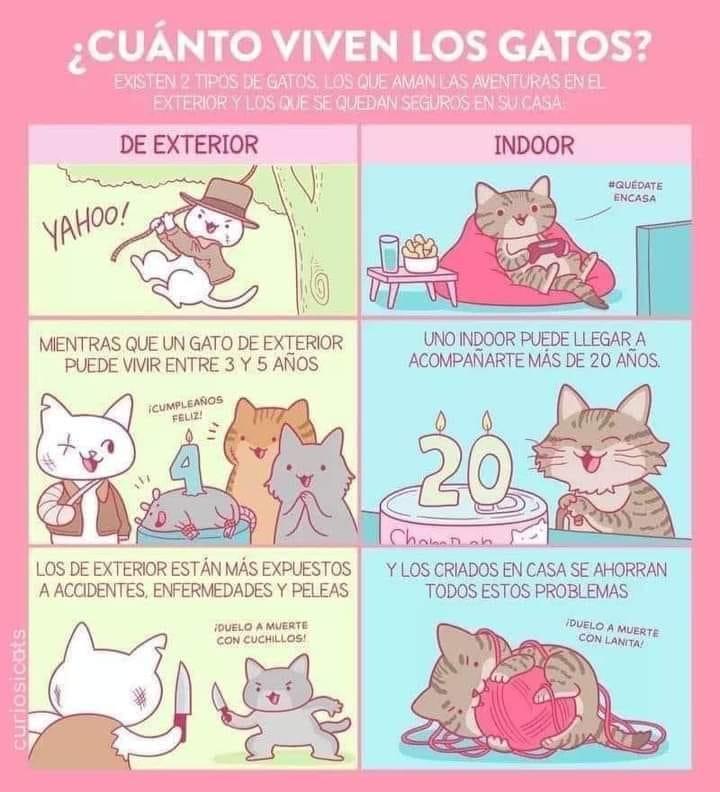 ¿CUÁNTO VIVEN LOS GATOS?
EXISTEN 2 TIPOS DE GATOS. LOS QUE AMAN LAS AVENTURAS EN EL
EXTERIOR Y LOS QUE SE QUEDAN SEGUROS EN SU CASA.
DE EXTERIOR
INDOOR
YAHOO!
#QUÉDATE
ENCASA
MIENTRAS QUE UN GATO DE EXTERIOR
PUEDE VIVIR ENTRE 3 Y 5 AÑOS
¡CUMPLEAÑOS
FELIZ!
4
UNO INDOOR PUEDE LLEGAR A
ACOMPAÑARTE MÁS DE 20 AÑOS.
20
LOS DE EXTERIOR ESTÁN MÁS EXPUESTOS
A ACCIDENTES, ENFERMEDADES Y PELEAS
¡DUELO A MUERTE
CON CUCHILLOS!
Y LOS CRIADOS EN CASA SE AHORRAN
TODOS ESTOS PROBLEMAS
¡DUELO A MUERTE
CON LANITA!
curiosicats